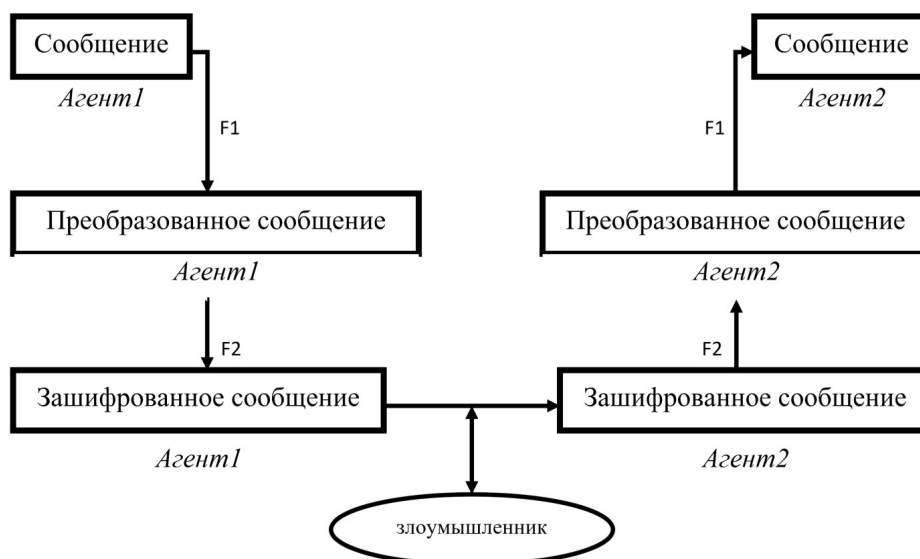 Сообщение
Агент1
F1
Преобразованное сообщение
Агент1
F2
Зашифрованное сообщение
Агент1
Сообщение
Агент2
F1
Преобразованное сообщение
Агент2
F2
Зашифрованное сообщение
Агент2
злоумышленник